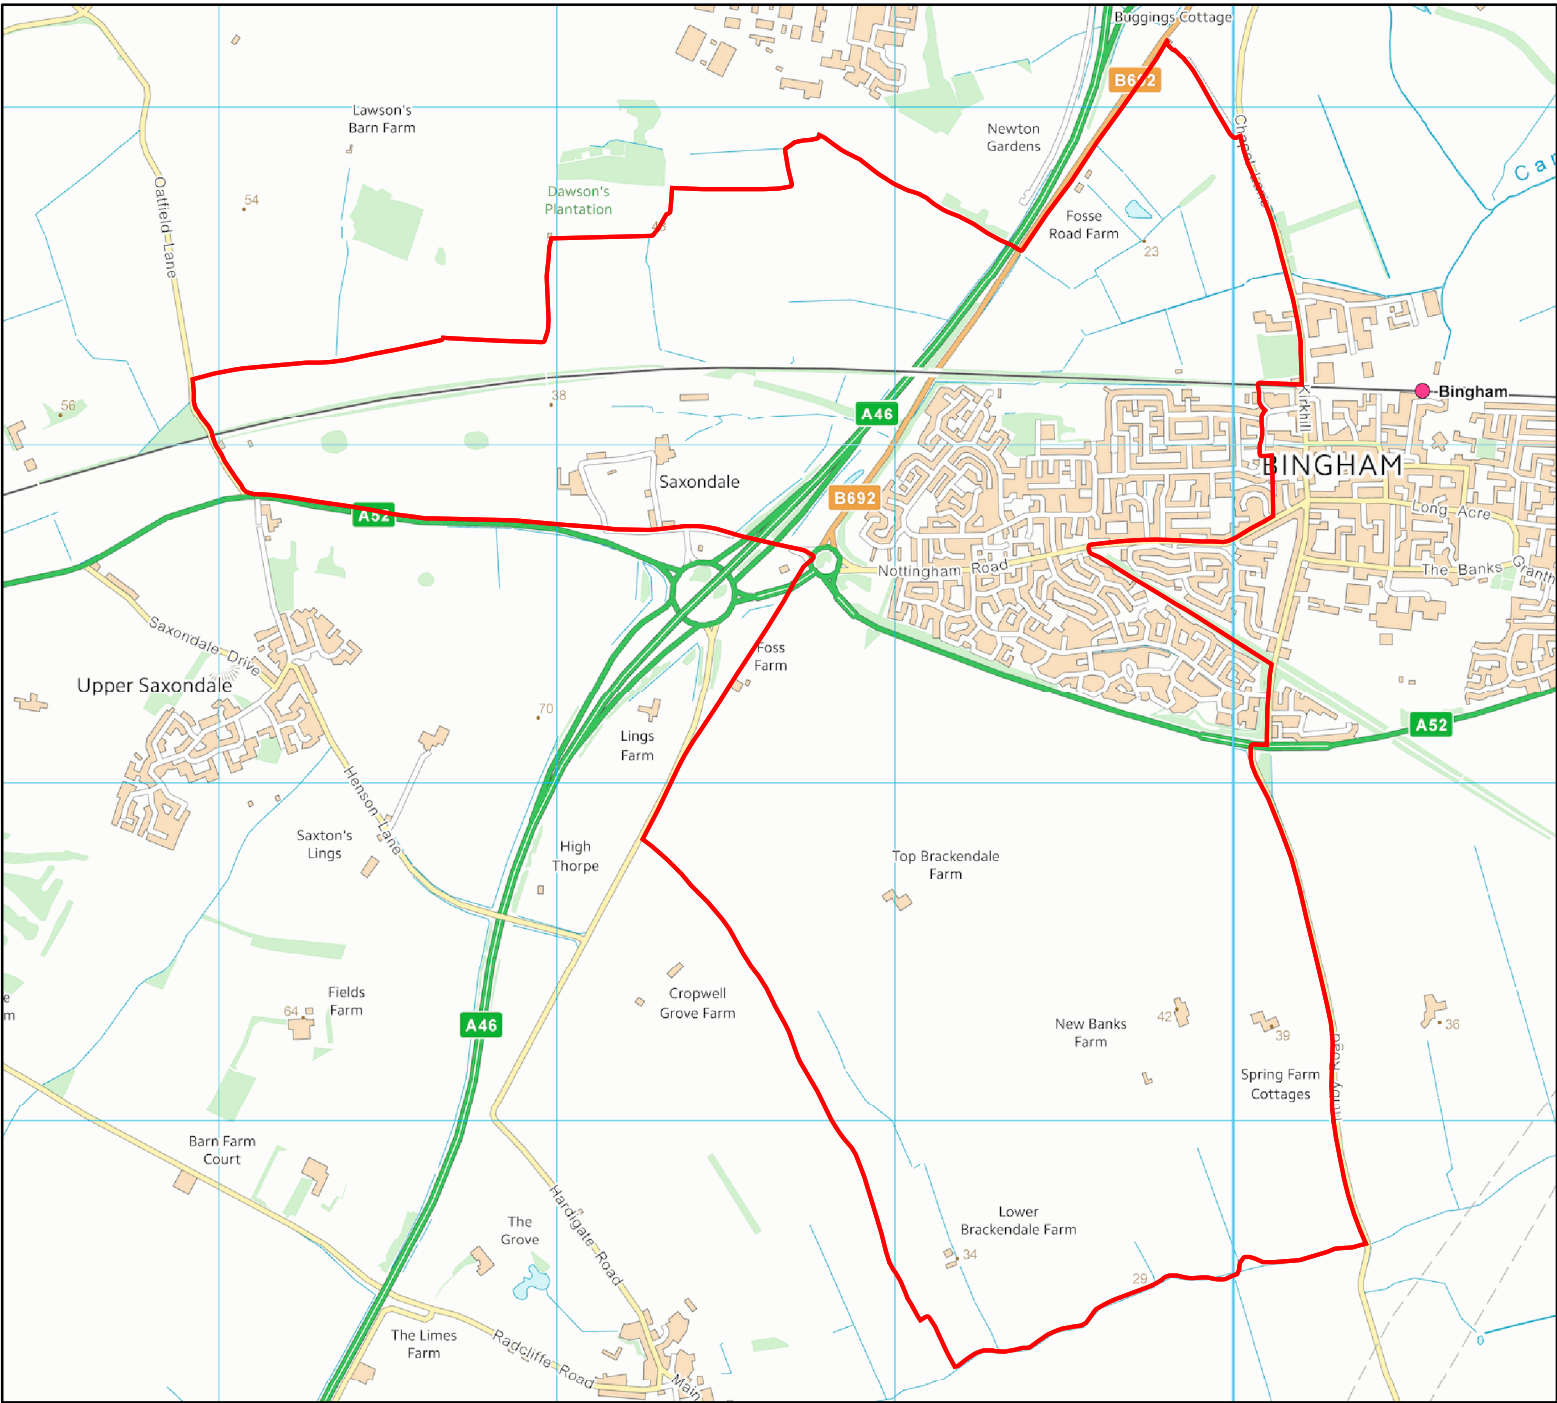 Buggings Cottage
B692
Lawson's
Barn Farm
Newton
Gardens
Chapel Lane
Oatfield Lane
54
Dawson's
Plantation
Fosse
Road Farm
23
56
38
A46
Bingham
Kirkhill
BINGHAM
Saxondale
B692
A52
Long Acre
Nottingham Road
The Banks
Saxondale Drive
Foss
Farm
Upper Saxondale
70
Lings
Farm
A52
Henson Lane
Saxton's
Lings
High
Thorpe
Top Brackendale
Farm
Fields
Farm
64
Cropwell
Grove Farm
A46
New Banks
Farm
42
39
36
Spring Farm
Cottages
Road
Barn Farm
Court
Hardigate Road
The
Grove
Lower
Brackendale Farm
34
29
The Limes
Farm
Radcliffe Road
Main